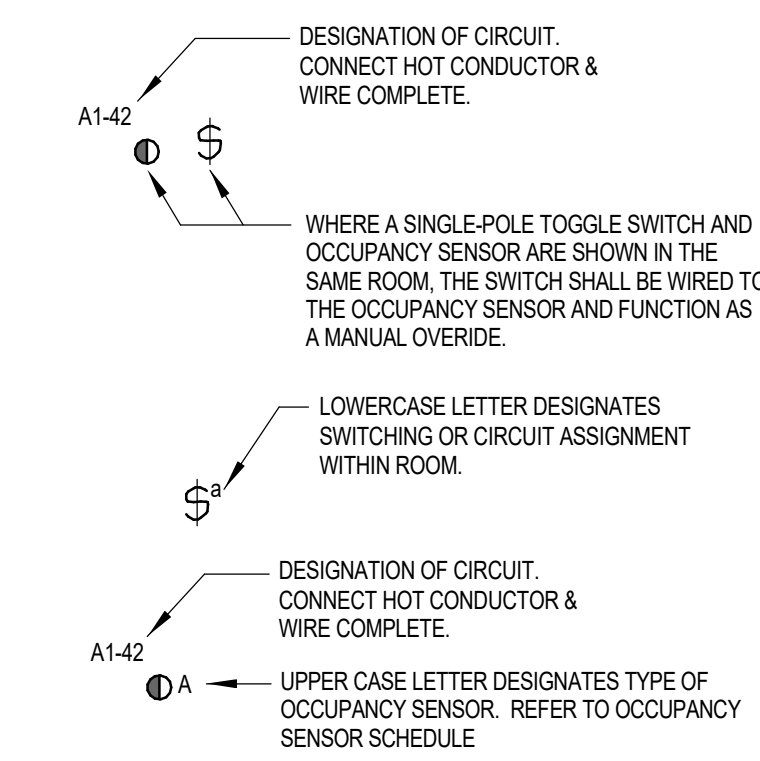 DESIGNATION OF CIRCUIT.
CONNECT HOT CONDUCTOR &
WIRE COMPLETE.
A1-42
$
WHERE A SINGLE-POLE TOGGLE SWITCH AND
OCCUPANCY SENSOR ARE SHOWN IN THE
SAME ROOM, THE SWITCH SHALL BE WIRED TO
THE OCCUPANCY SENSOR AND FUNCTION AS
A MANUAL OVERIDE.
LOWERCASE LETTER DESIGNATES
SWITCHING OR CIRCUIT ASSIGNMENT
WITHIN ROOM.
$a
DESIGNATION OF CIRCUIT.
CONNECT HOT CONDUCTOR &
WIRE COMPLETE.
A1-42
A
UPPER CASE LETTER DESIGNATES TYPE OF
OCCUPANCY SENSOR. REFER TO OCCUPANCY
SENSOR SCHEDULE